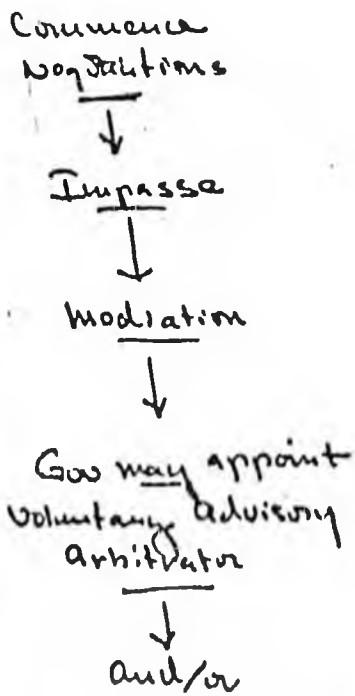 Commence
Negotiations
Impasse
Mediation
Gov may appoint
voluntary advisory
arbitrator
and/or